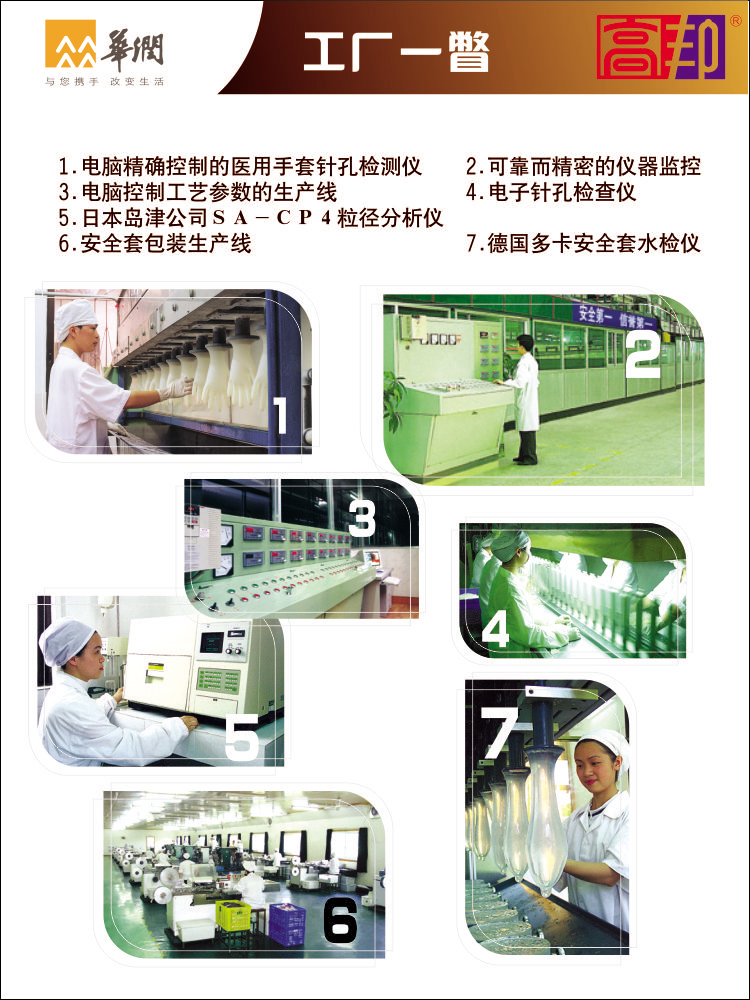 華潤
与您携手 改变生活
工厂一瞥
高邦®
1.电脑精确控制的医用手套针孔检测仪
2.可靠而精密的仪器监控
3.电脑控制工艺参数的生产线
4.电子针孔检查仪
5.日本岛津公司SA-CP4粒径分析仪
6.安全套包装生产线
7.德国多卡安全套水检仪
1
安全第一 信誉第一
2
3
4
5
7
6